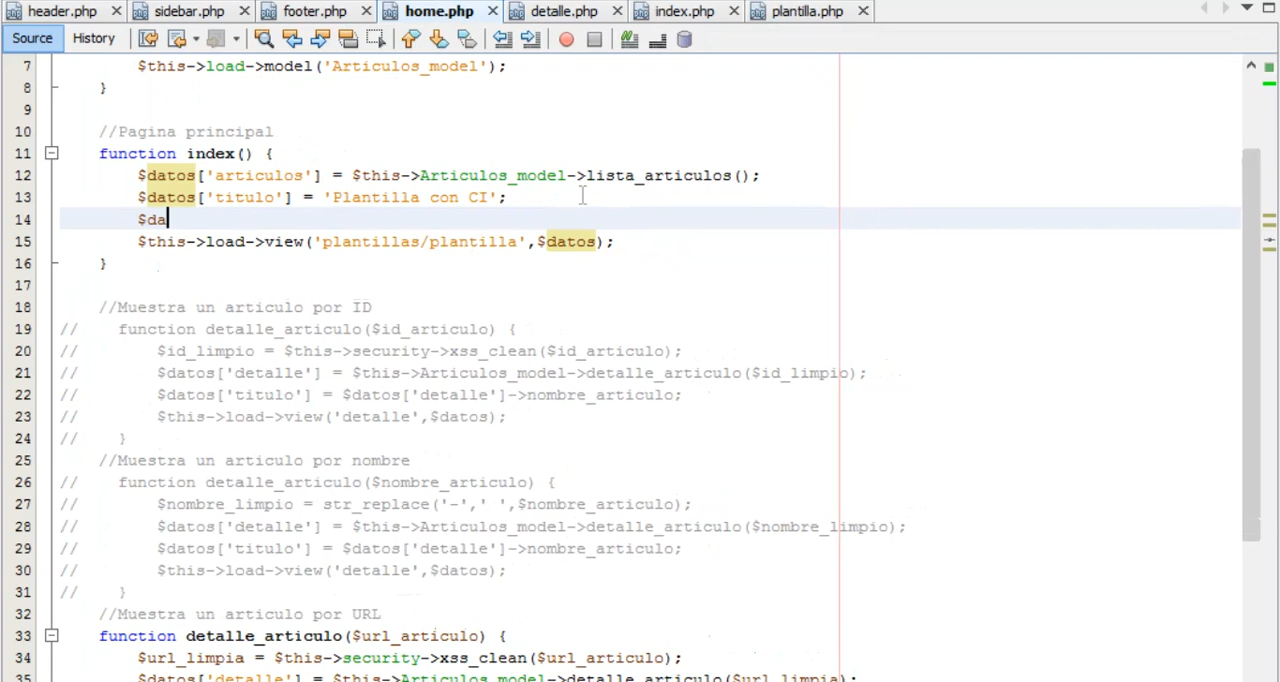 header.php sidebar.php footer.php home.php detalle.php index.php plantilla.php
Source History
7 $this->load->model('Articulos_model');
8 }
9
10 //Pagina principal
11 function index() {
12 $datos['articulos'] = $this->Articulos_model->lista_articulos();
13 $datos['titulo'] = 'Plantilla con CI';
14 $da
15 $this->load->view('plantillas/plantilla',$datos);
16 }
17
18 //Muestra un articulo por ID
19 // function detalle_articulo($id_articulo) {
20 // $id_limpio = $this->security->xss_clean($id_articulo);
21 // $datos['detalle'] = $this->Articulos_model->detalle_articulo($id_limpio);
22 // $datos['titulo'] = $datos['detalle']->nombre_articulo;
23 // $this->load->view('detalle',$datos);
24 // }
25 //Muestra un articulo por nombre
26 // function detalle_articulo($nombre_articulo) {
27 // $nombre_limpio = str_replace('-',' ',$nombre_articulo);
28 // $datos['detalle'] = $this->Articulos_model->detalle_articulo($nombre_limpio);
29 // $datos['titulo'] = $datos['detalle']->nombre_articulo;
30 // $this->load->view('detalle',$datos);
31 // }
32 //Muestra un articulo por URL
33 function detalle_articulo($url_articulo) {
34 $url_limpia = $this->security->xss_clean($url_articulo);
35 $datos['detalle'] = $this->Articulos_model->detalle_articulo($url_limpia);